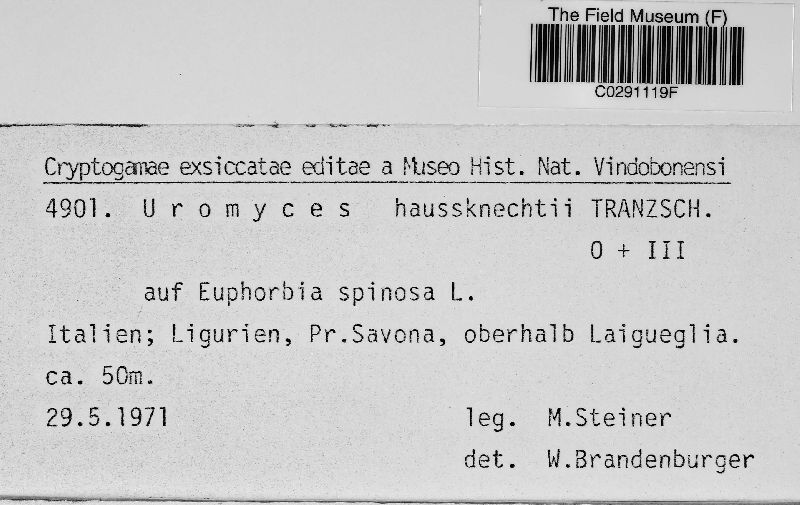 The Field Museum (F)
C0291119F
Cryptogamae exsiccatae editae a Museo Hist. Nat. Vindobonensi
4901. Uromyces haussknechtii TRANZSCH.
O + III
auf Euphorbia spinosa L.
Italien; Ligurien, Pr.Savona, oberhalb Laigueglia.
ca. 50m.
29.5.1971 leg. M.Steiner
det. W.Brandenburger